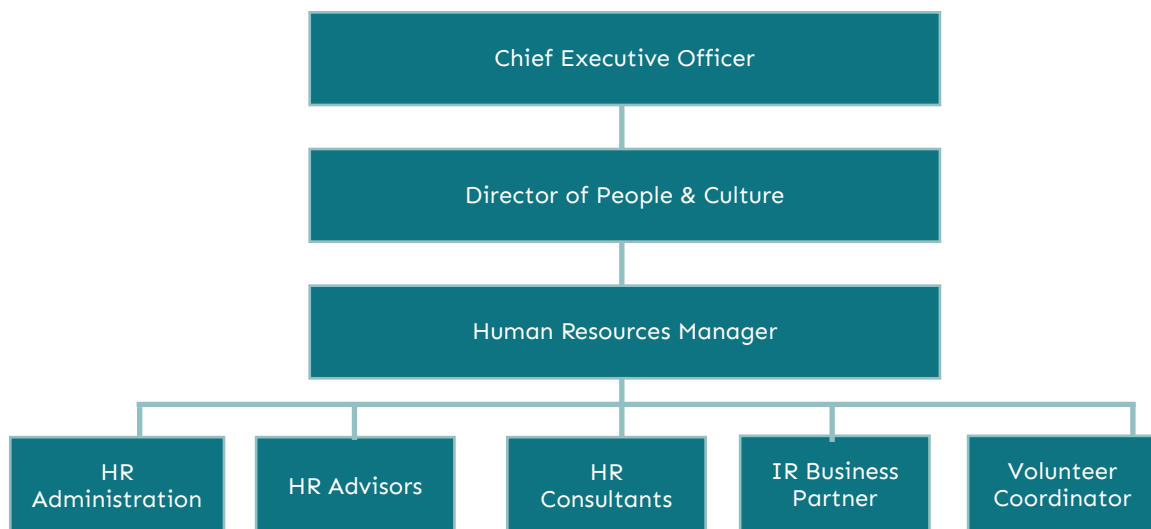 Chief Executive Officer
Director of People & Culture
Human Resources Manager
HR
Administration
HR Advisors
HR
Consultants
IR Business
Partner
Volunteer
Coordinator